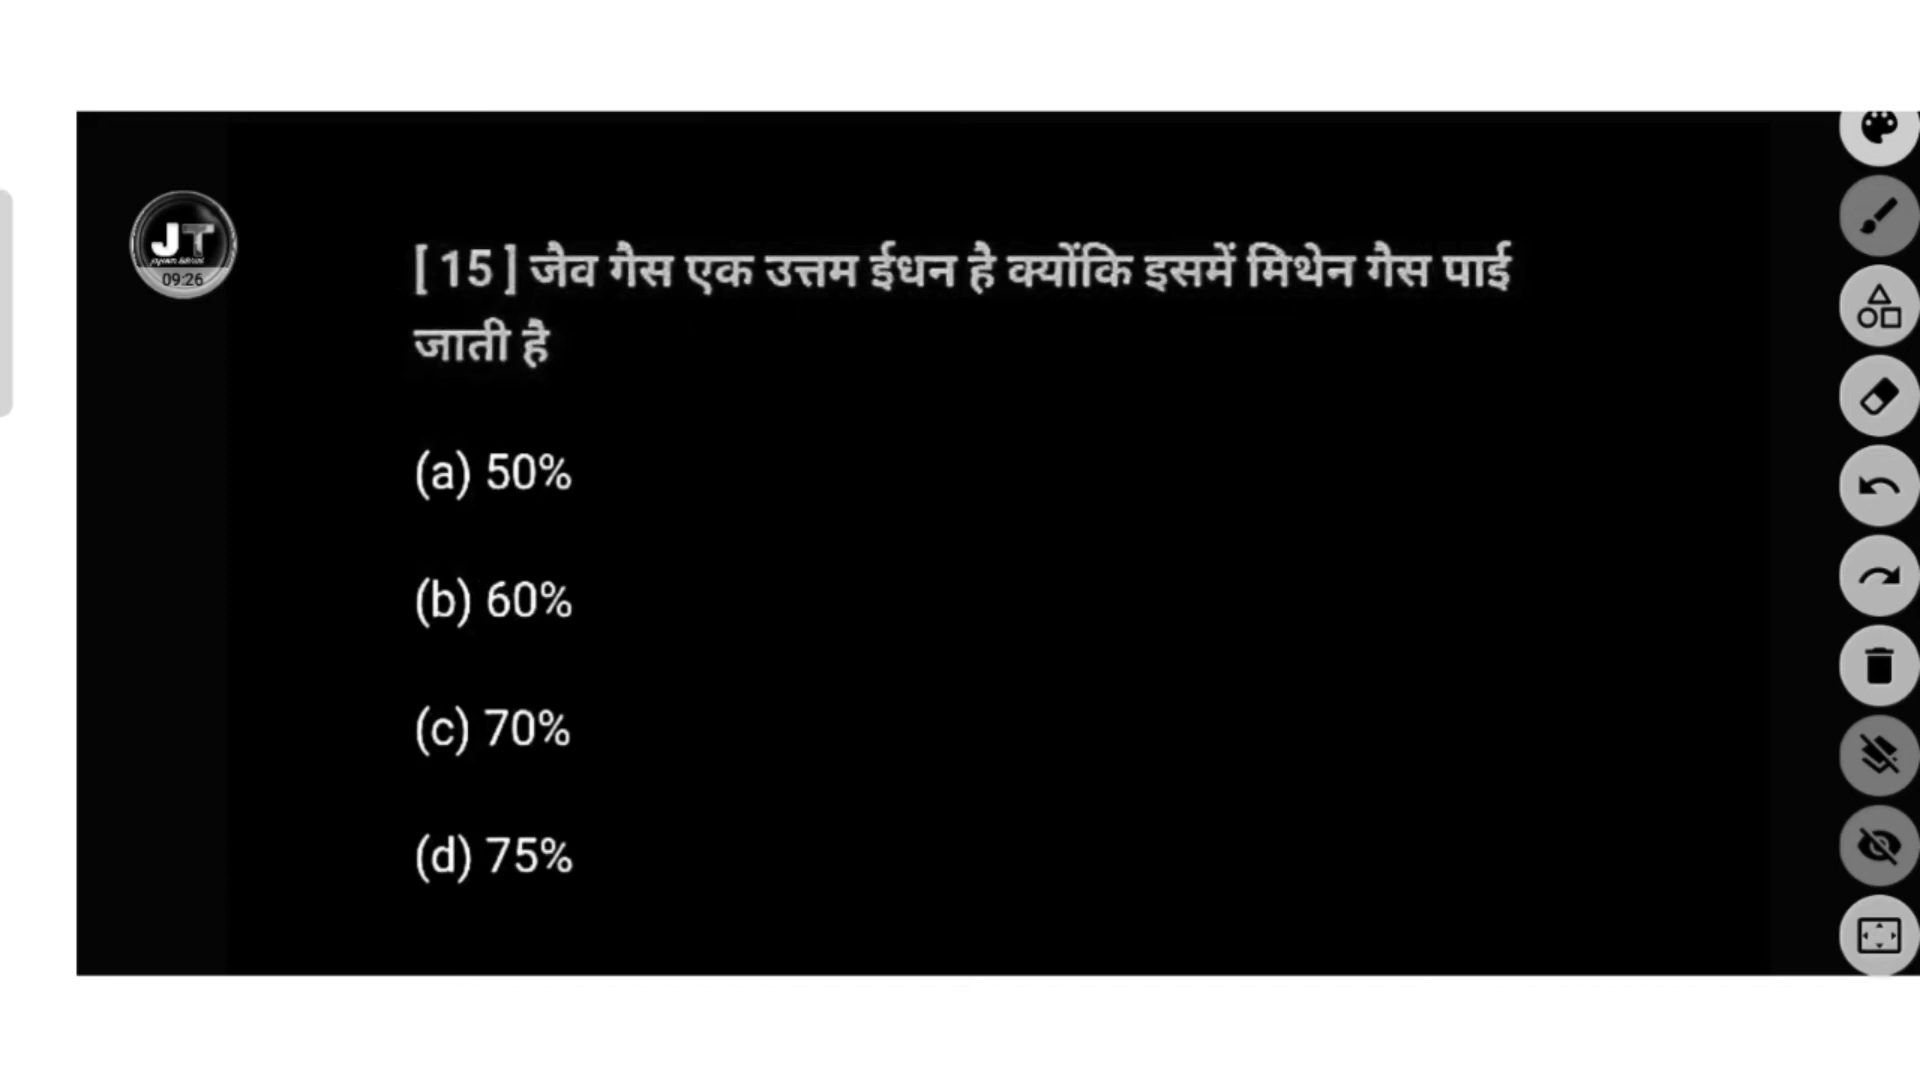 JT
09:26
[ 15 ] जैव गैस एक उत्तम ईधन है क्योंकि इसमें मिथेन गैस पाई
जाती है
(a) 50%
(b) 60%
(c) 70%
(d) 75%